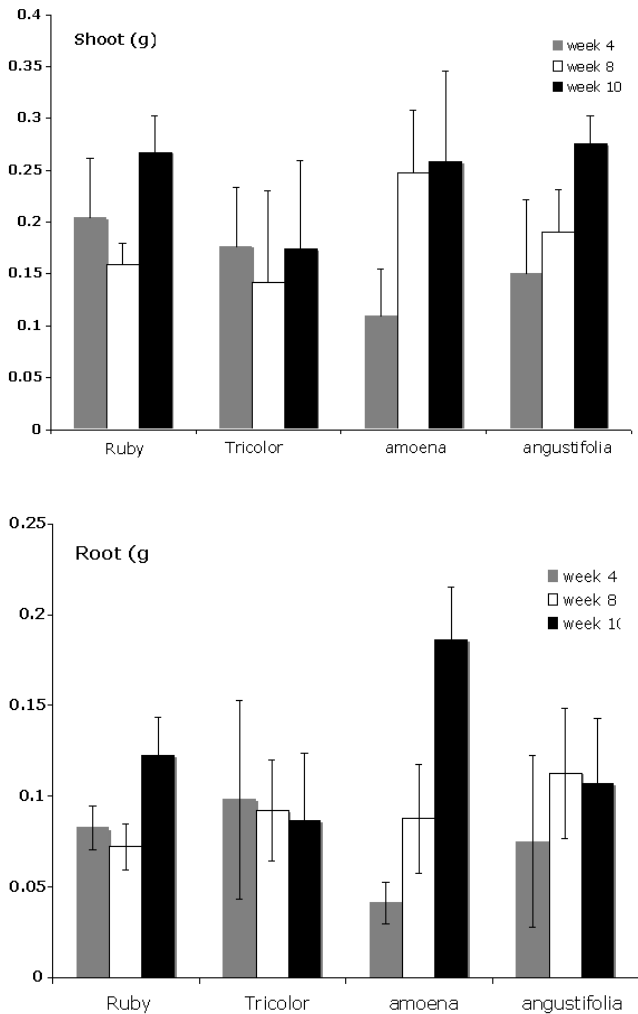 0.4
Shoot (g)
week 4
0.35
week 8
week 10
0.3
0.25
0.2
0.15
0.1
0.05
0
Ruby Tricolor amoena angustifolia
0.25
Root (g
week 4
week 8
0.2
week 10
0.15
0.1
0.05
0
Ruby Tricolor amoena angustifolia